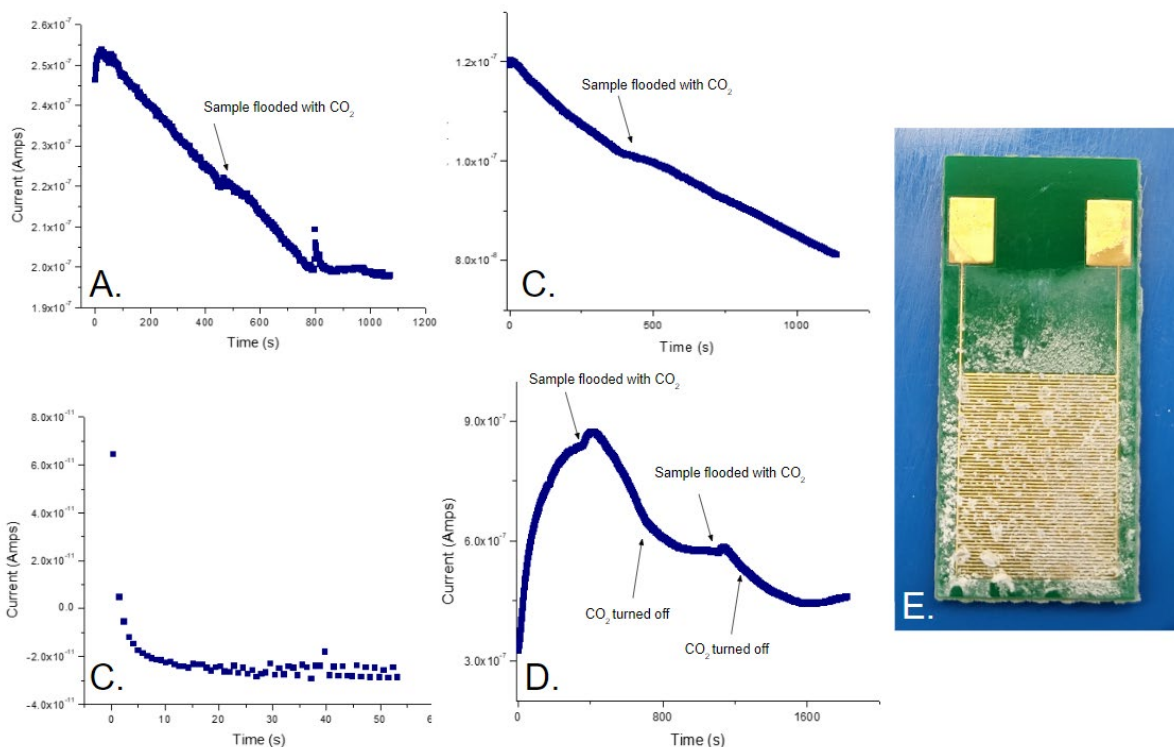 2.6x10⁻⁷
2.5x10⁻⁷
2.4x10⁻⁷
2.3x10⁻⁷
2.2x10⁻⁷
2.1x10⁻⁷
2.0x10⁻⁷
1.9x10⁻⁷
Current (Amps)
Sample flooded with CO₂
A.
0 200 400 600 800 1000 1200
Time (s)
1.2x10⁻⁷
1.0x10⁻⁷
8.0x10⁻⁸
Current (Amps)
Sample flooded with CO₂
C.
0 500 1000
Time (s)
8.0x10⁻¹¹
6.0x10⁻¹¹
4.0x10⁻¹¹
2.0x10⁻¹¹
0.0
-2.0x10⁻¹¹
-4.0x10⁻¹¹
Current (Amps)
C.
0 10 20 30 40 50 6
Time (s)
9.0x10⁻⁷
6.0x10⁻⁷
3.0x10⁻⁷
Current (Amps)
Sample flooded with CO₂
Sample flooded with CO₂
CO₂ turned off
CO₂ turned off
D.
0 800 1600
Time (s)
E.